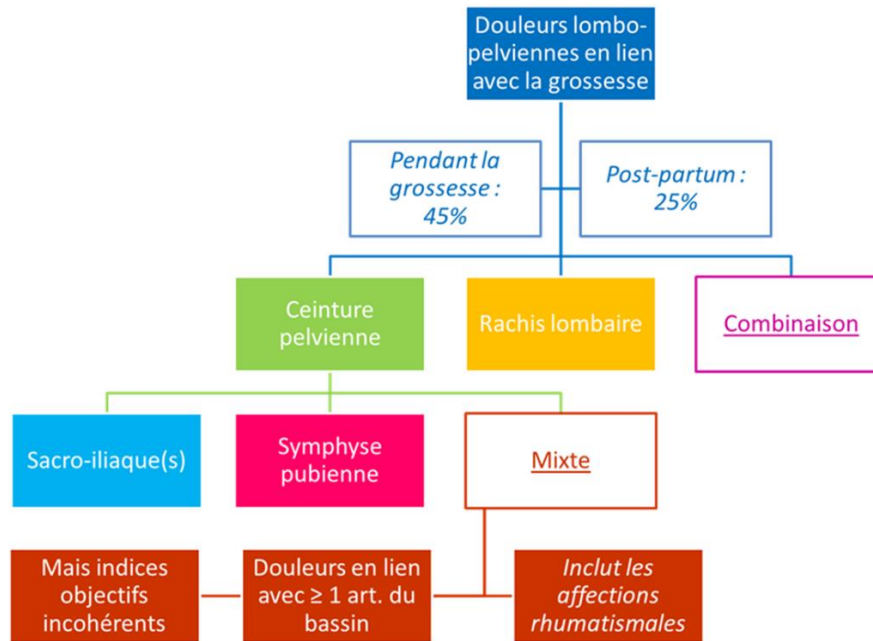 Douleurs lombo-
pelviennes en lien
avec la grossesse
Pendant la
grossesse :
45%
Post-partum :
25%
Ceinture
pelvienne
Rachis lombaire
Combinaison
Sacro-iliaque(s)
Symphyse
pubienne
Mixte
Mais indices
objectifs
incohérents
Douleurs en lien
avec ≥ 1 art. du
bassin
Inclut les
affections
rhumatismales